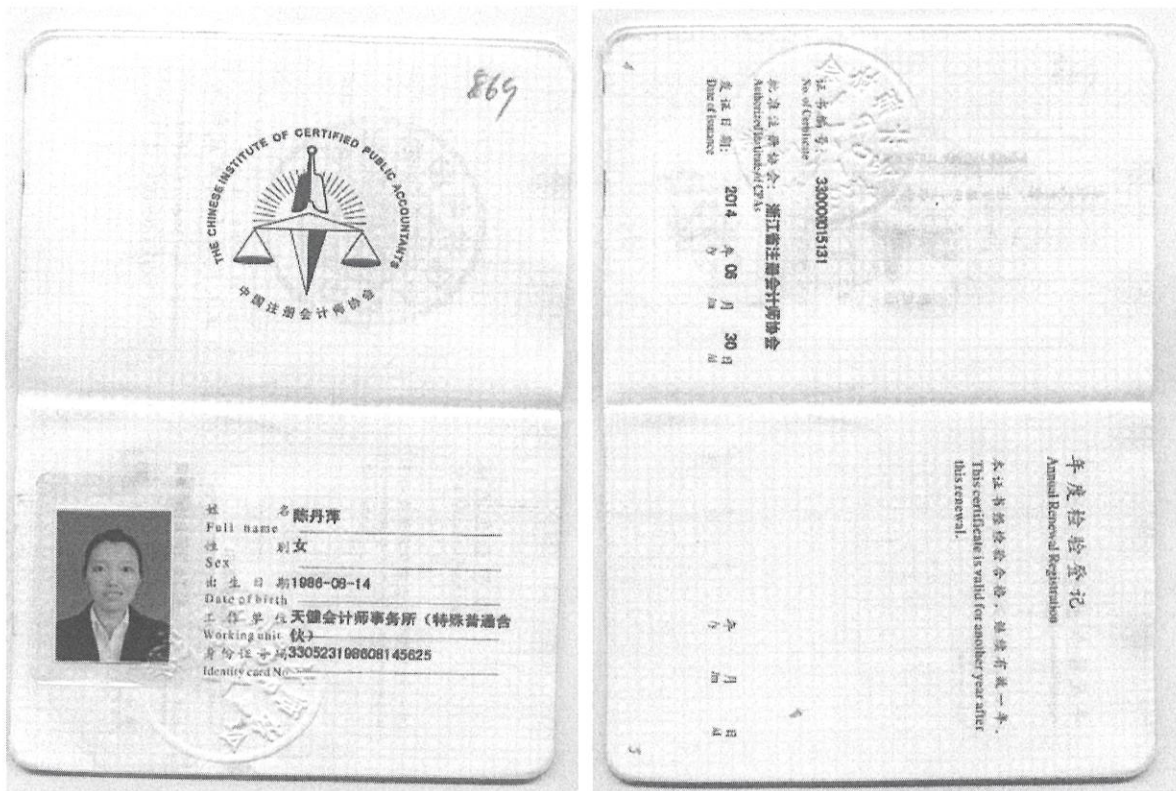 869
THE CHINESE INSTITUTE OF CERTIFIED PUBLIC ACCOUNTANTS
中国注册会计师协会
姓 名 陈丹萍
Full name
性 别 女
Sex
出 生 日 期 1986-08-14
Date of birth
工 作 单 位 天健会计师事务所（特殊普通合
Working unit 伙）
身份证号码 330523198608145625
Identity card No.
4
证书编号： 330000015131
No. of Certificate
批准注册协会： 浙江省注册会计师协会
Authorized Institute of CPAs
发证日期： 2014 年 06 月 30 日
Date of Issuance /y /m /d
年度检验登记
Annual Renewal Registration
本证书经检验合格，继续有效一年。
This certificate is valid for another year after
this renewal.
年 月 日
/y /m /d
5